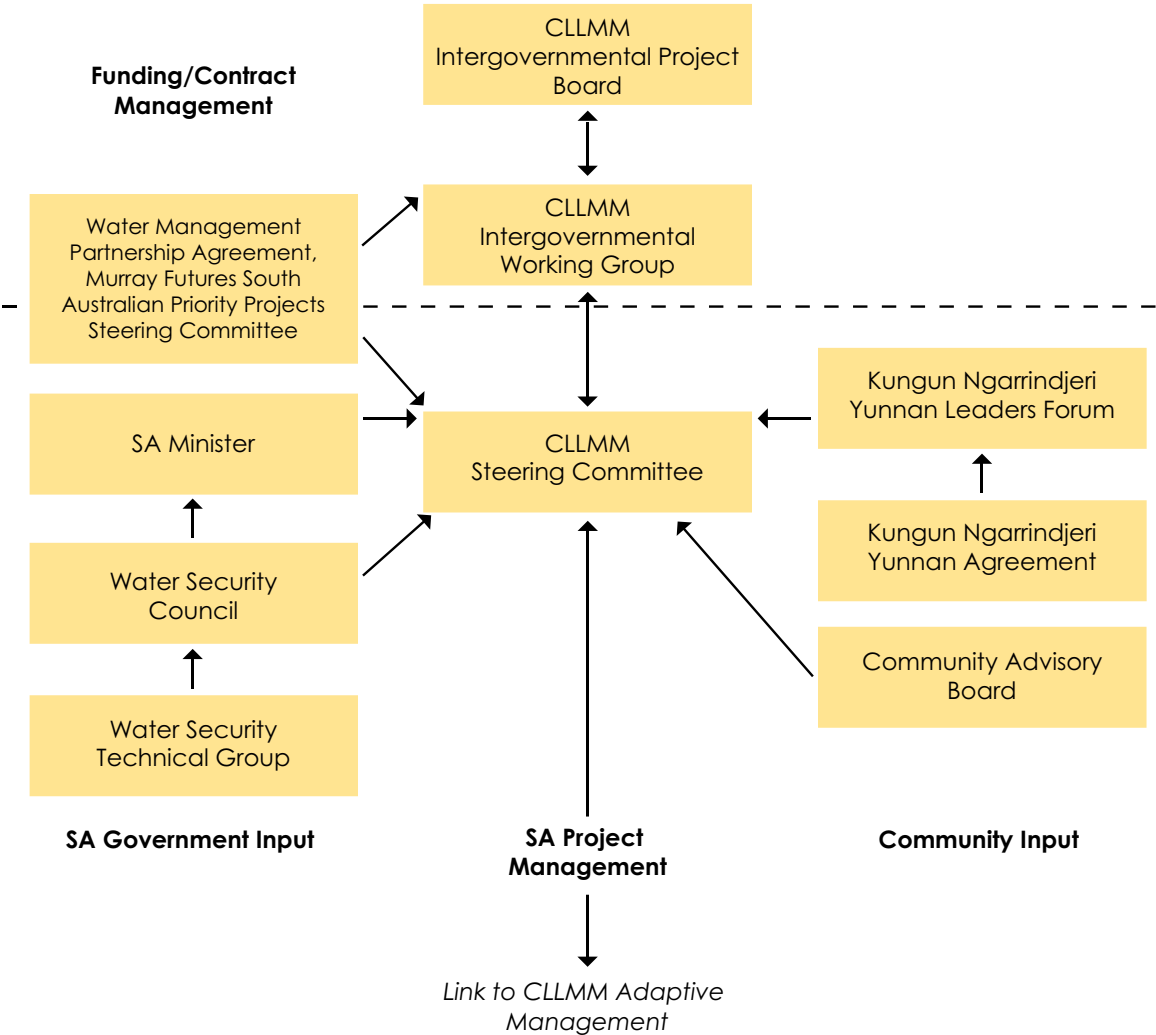 CLLMM
Intergovernmental Project
Board
Funding/Contract
Management
CLLMM
Intergovernmental
Working Group
Water Management
Partnership Agreement,
Murray Futures South
Australian Priority Projects
Steering Committee
SA Minister
CLLMM
Steering Committee
Kungun Ngarrindjeri
Yunnan Leaders Forum
Water Security
Council
Kungun Ngarrindjeri
Yunnan Agreement
Water Security
Technical Group
Community Advisory
Board
SA Government Input
SA Project
Management
Community Input
Link to CLLMM Adaptive
Management